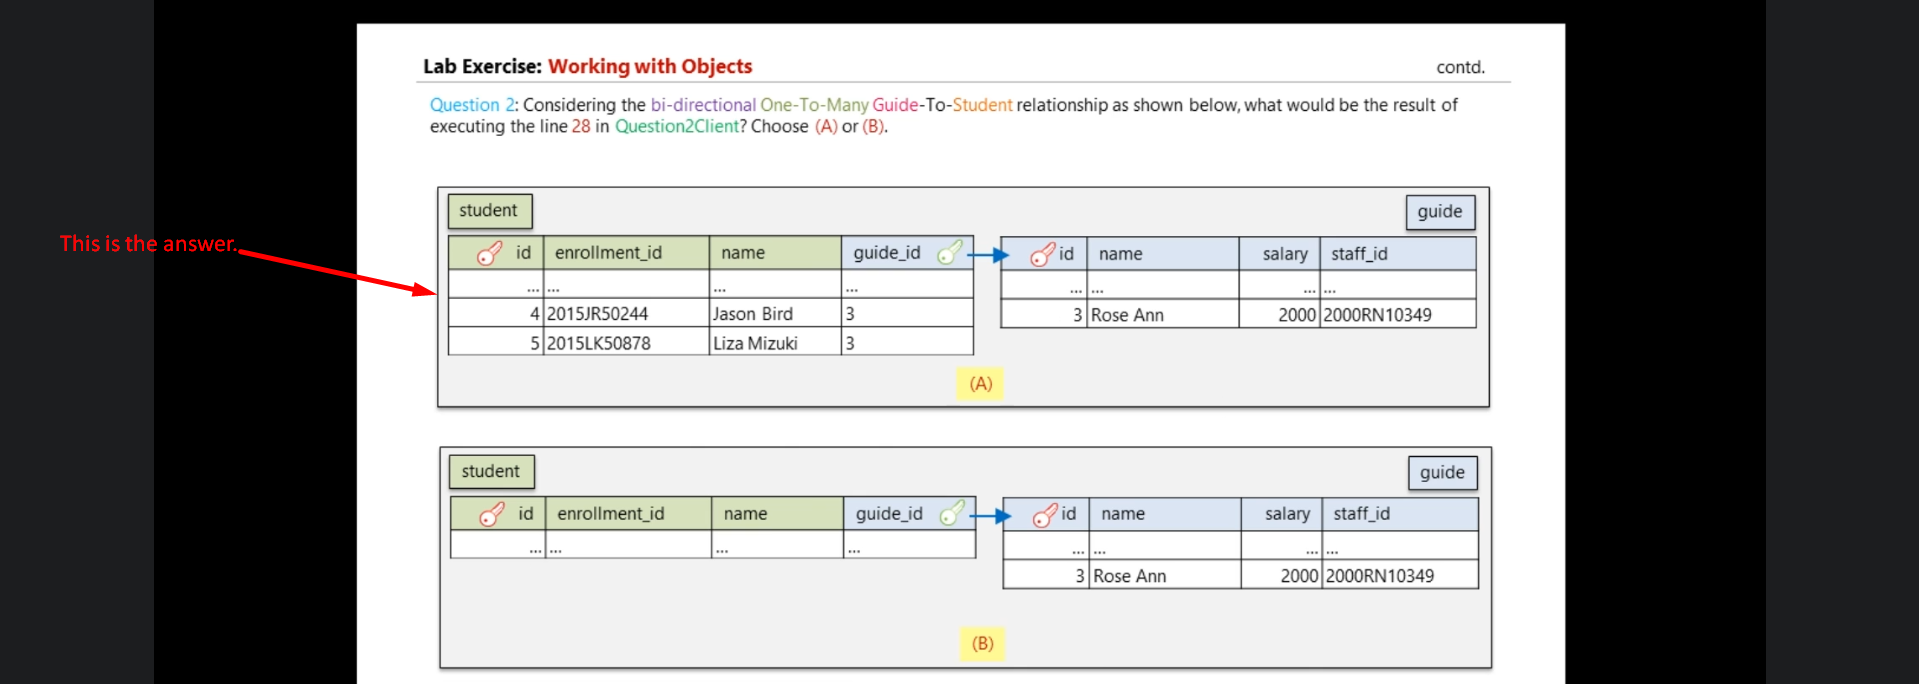 Lab Exercise: Working with Objects
contd.
Question 2: Considering the bi-directional One-To-Many Guide-To-Student relationship as shown below, what would be the result of
executing the line 28 in Question2Client? Choose (A) or (B).
This is the answer.
student
id enrollment_id name guide_id
... ... ... ...
4 2015JR50244 Jason Bird 3
5 2015LK50878 Liza Mizuki 3
guide
id name salary staff_id
... ... ... ...
3 Rose Ann 2000 2000RN10349
(A)
student
id enrollment_id name guide_id
... ... ... ...
guide
id name salary staff_id
... ... ... ...
3 Rose Ann 2000 2000RN10349
(B)